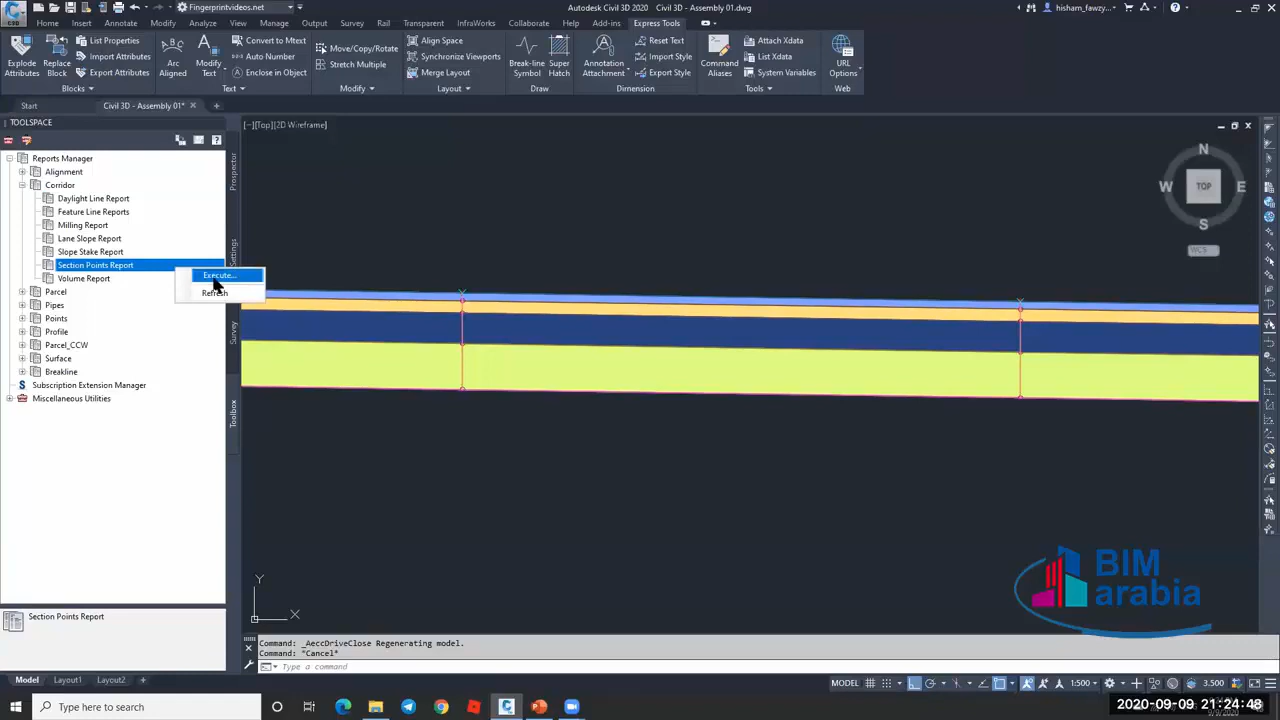 Fingerprintvideos.net
Autodesk Civil 3D 2020  Assembly 01.dwg
hisham_fawzy...
Home Insert Annotate Modify Analyze View Manage Output Survey Rail Transparent InfraWorks Collaborate Help Add-ins Express Tools
Explode Attributes
Replace Block
List Properties
Import Attributes
Export Attributes
Blocks
Arc Aligned
Modify Text
Convert to Mtext
Auto Number
Enclose in Object
Text
Move/Copy/Rotate
Stretch Multiple
Modify
Align Space
Synchronize Viewports
Merge Layout
Layout
Break-line Symbol
Super Hatch
Draw
Annotation Attachment
Reset Text
Import Style
Export Style
Dimension
Command Aliases
Attach Xdata
List Xdata
System Variables
Tools
URL Options
Web
Start
Civil 3D - Assembly 01*
TOOLSPACE
[−][Top][2D Wireframe]
Reports Manager
Alignment
Corridor
Daylight Line Report
Feature Line Reports
Milling Report
Lane Slope Report
Slope Stake Report
Section Points Report
Volume Report
Execute...
Refresh
Parcel
Pipes
Points
Profile
Parcel_CCW
Surface
Breakline
Subscription Extension Manager
Miscellaneous Utilities
Prospector
Settings
Survey
Toolbox
N
W TOP E
S
WCS
Y
X
BIM
arabia
Section Points Report
Command: _AeccDriveClose Regenerating model.
Command: *Cancel*
Type a command
Model Layout1 Layout2
MODEL
1:500
3.500
Type here to search
2020-09-09 21:24:48